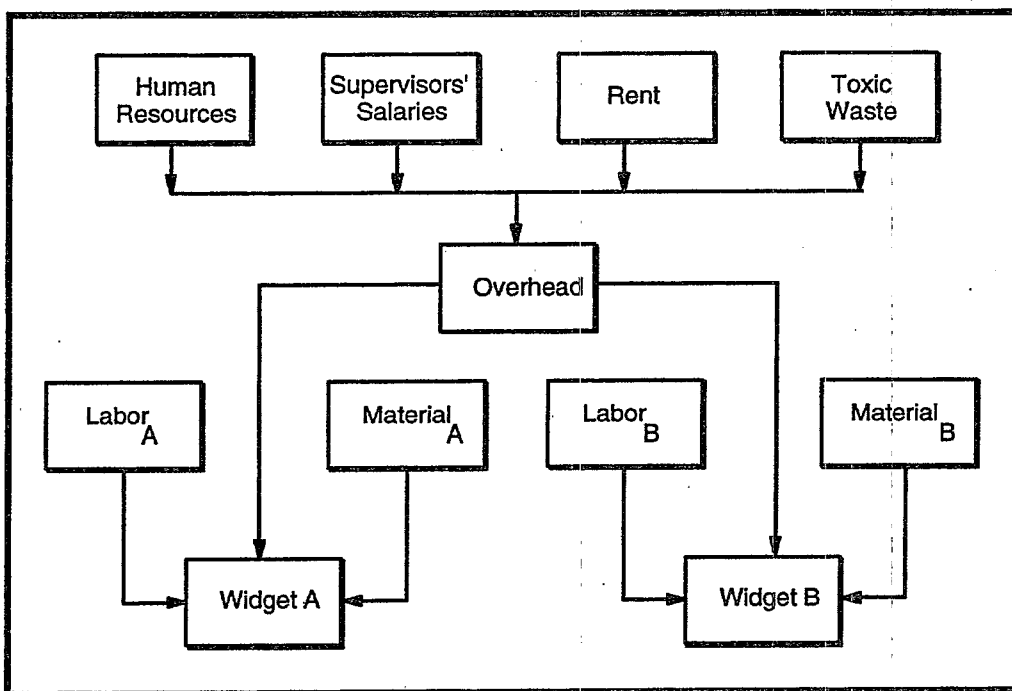 Human
Resources
Supervisors'
Salaries
Rent
Toxic
Waste
Overhead
Labor A
Material A
Labor B
Material B
Widget A
Widget B